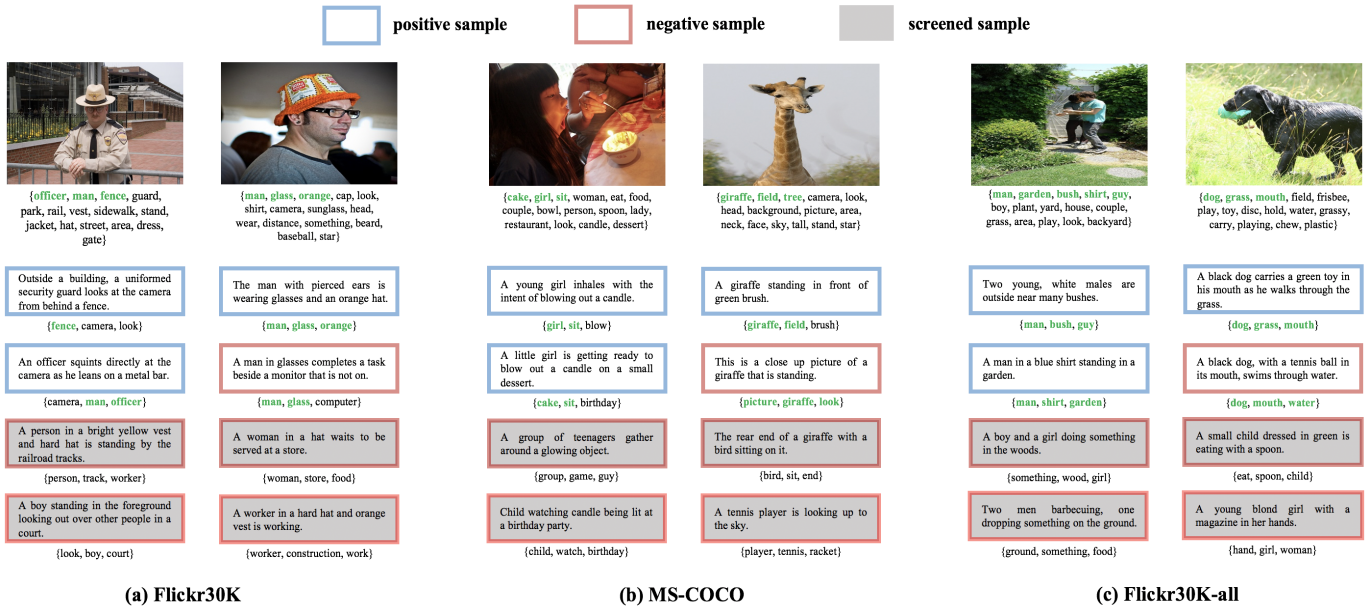 positive sample
negative sample
screened sample
{officer, man, fence, guard,
park, rail, vest, sidewalk, stand,
jacket, hat, street, area, dress,
gate}
{man, glass, orange, cap, look,
shirt, camera, sunglass, head,
wear, distance, something, beard,
baseball, star}
{cake, girl, sit, woman, eat, food,
couple, bowl, person, spoon, lady,
restaurant, look, candle, dessert}
{giraffe, field, tree, camera, look,
head, background, picture, area,
neck, face, sky, tall, stand, star}
{man, garden, bush, shirt, guy,
boy, plant, yard, house, couple,
grass, area, play, look, backyard}
{dog, grass, mouth, field, frisbee,
play, toy, disc, hold, water, grassy,
carry, playing, chew, plastic}
Outside a building, a uniformed
security guard looks at the camera
from behind a fence.
{fence, camera, look}
The man with pierced ears is
wearing glasses and an orange hat.
{man, glass, orange}
A young girl inhales with the
intent of blowing out a candle.
{girl, sit, blow}
A giraffe standing in front of
green brush.
{giraffe, field, brush}
Two young, white males are
outside near many bushes.
{man, bush, guy}
A black dog carries a green toy in
his mouth as he walks through the
grass.
{dog, grass, mouth}
An officer squints directly at the
camera as he leans on a metal bar.
{camera, man, officer}
A man in glasses completes a task
beside a monitor that is not on.
{man, glass, computer}
A little girl is getting ready to
blow out a candle on a small
dessert.
{cake, sit, birthday}
This is a close up picture of a
giraffe that is standing.
{picture, giraffe, look}
A man in a blue shirt standing in a
garden.
{man, shirt, garden}
A black dog, with a tennis ball in
its mouth, swims through water.
{dog, mouth, water}
A person in a bright yellow vest
and hard hat is standing by the
railroad tracks.
{person, track, worker}
A woman in a hat waits to be
served at a store.
{woman, store, food}
A group of teenagers gather
around a glowing object.
{group, game, guy}
The rear end of a giraffe with a
bird sitting on it.
{bird, sit, end}
A boy and a girl doing something
in the woods.
{something, wood, girl}
A small child dressed in green is
eating with a spoon.
{eat, spoon, child}
A boy standing in the foreground
looking out over other people in a
court.
{look, boy, court}
A worker in a hard hat and orange
vest is working.
{worker, construction, work}
Child watching candle being lit at
a birthday party.
{child, watch, birthday}
A tennis player is looking up to
the sky.
{player, tennis, racket}
Two men barbecuing, one
dropping something on the ground.
{ground, something, food}
A young blond girl with a
magazine in her hands.
{hand, girl, woman}
(a) Flickr30K
(b) MS-COCO
(c) Flickr30K-all